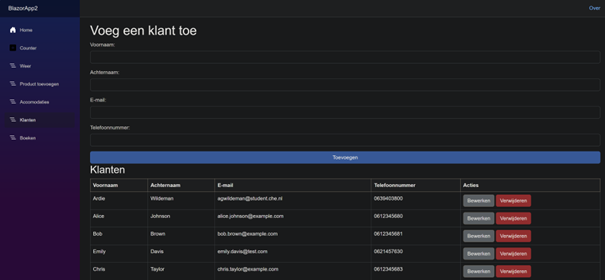 BlazorApp2
Over
Home
Counter
Weer
Product toevoegen
Accomodaties
Klanten
Boeken
Voeg een klant toe
Voornaam:
Achternaam:
E-mail:
Telefoonnummer:
Toevoegen
Klanten
Voornaam Achternaam E-mail Telefoonnummer Acties
Ardie Wildeman agwildeman@student.che.nl 0639403800 Bewerken Verwijderen
Alice Johnson alice.johnson@example.com 0612345680 Bewerken Verwijderen
Bob Brown bob.brown@example.com 0612345681 Bewerken Verwijderen
Emily Davis emily.davis@test.com 0621457630 Bewerken Verwijderen
Chris Taylor chris.taylor@example.com 0612345683 Bewerken Verwijderen